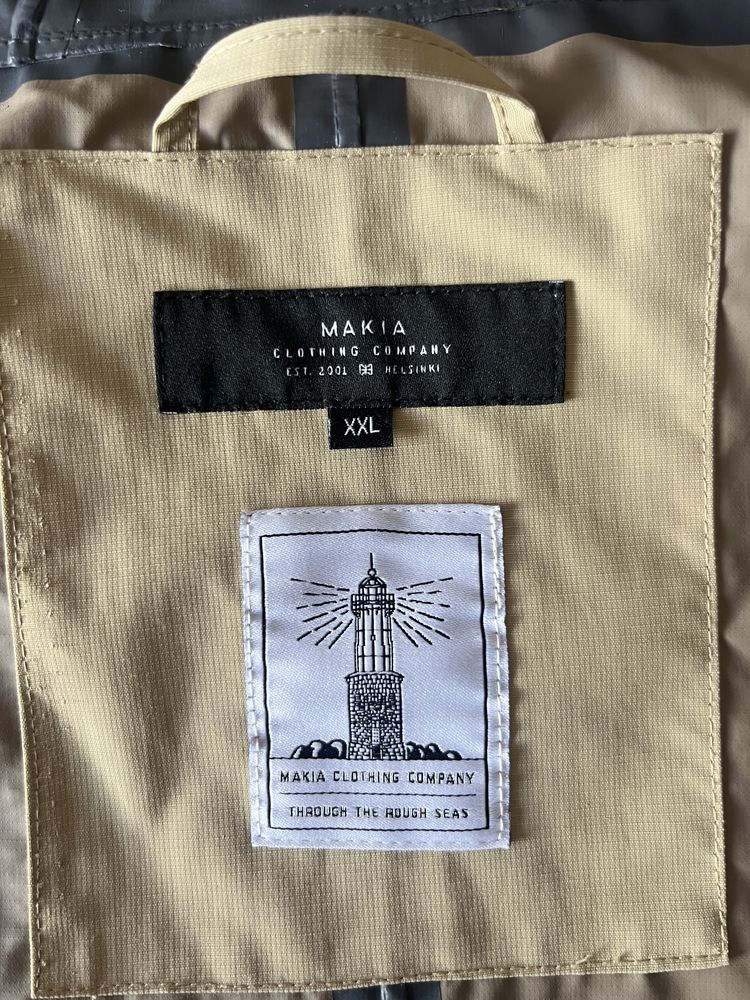 MAKIA
CLOTHING COMPANY
EST. 2001 HELSINKI
XXL
MAKIA CLOTHING COMPANY
THROUGH THE ROUGH SEAS